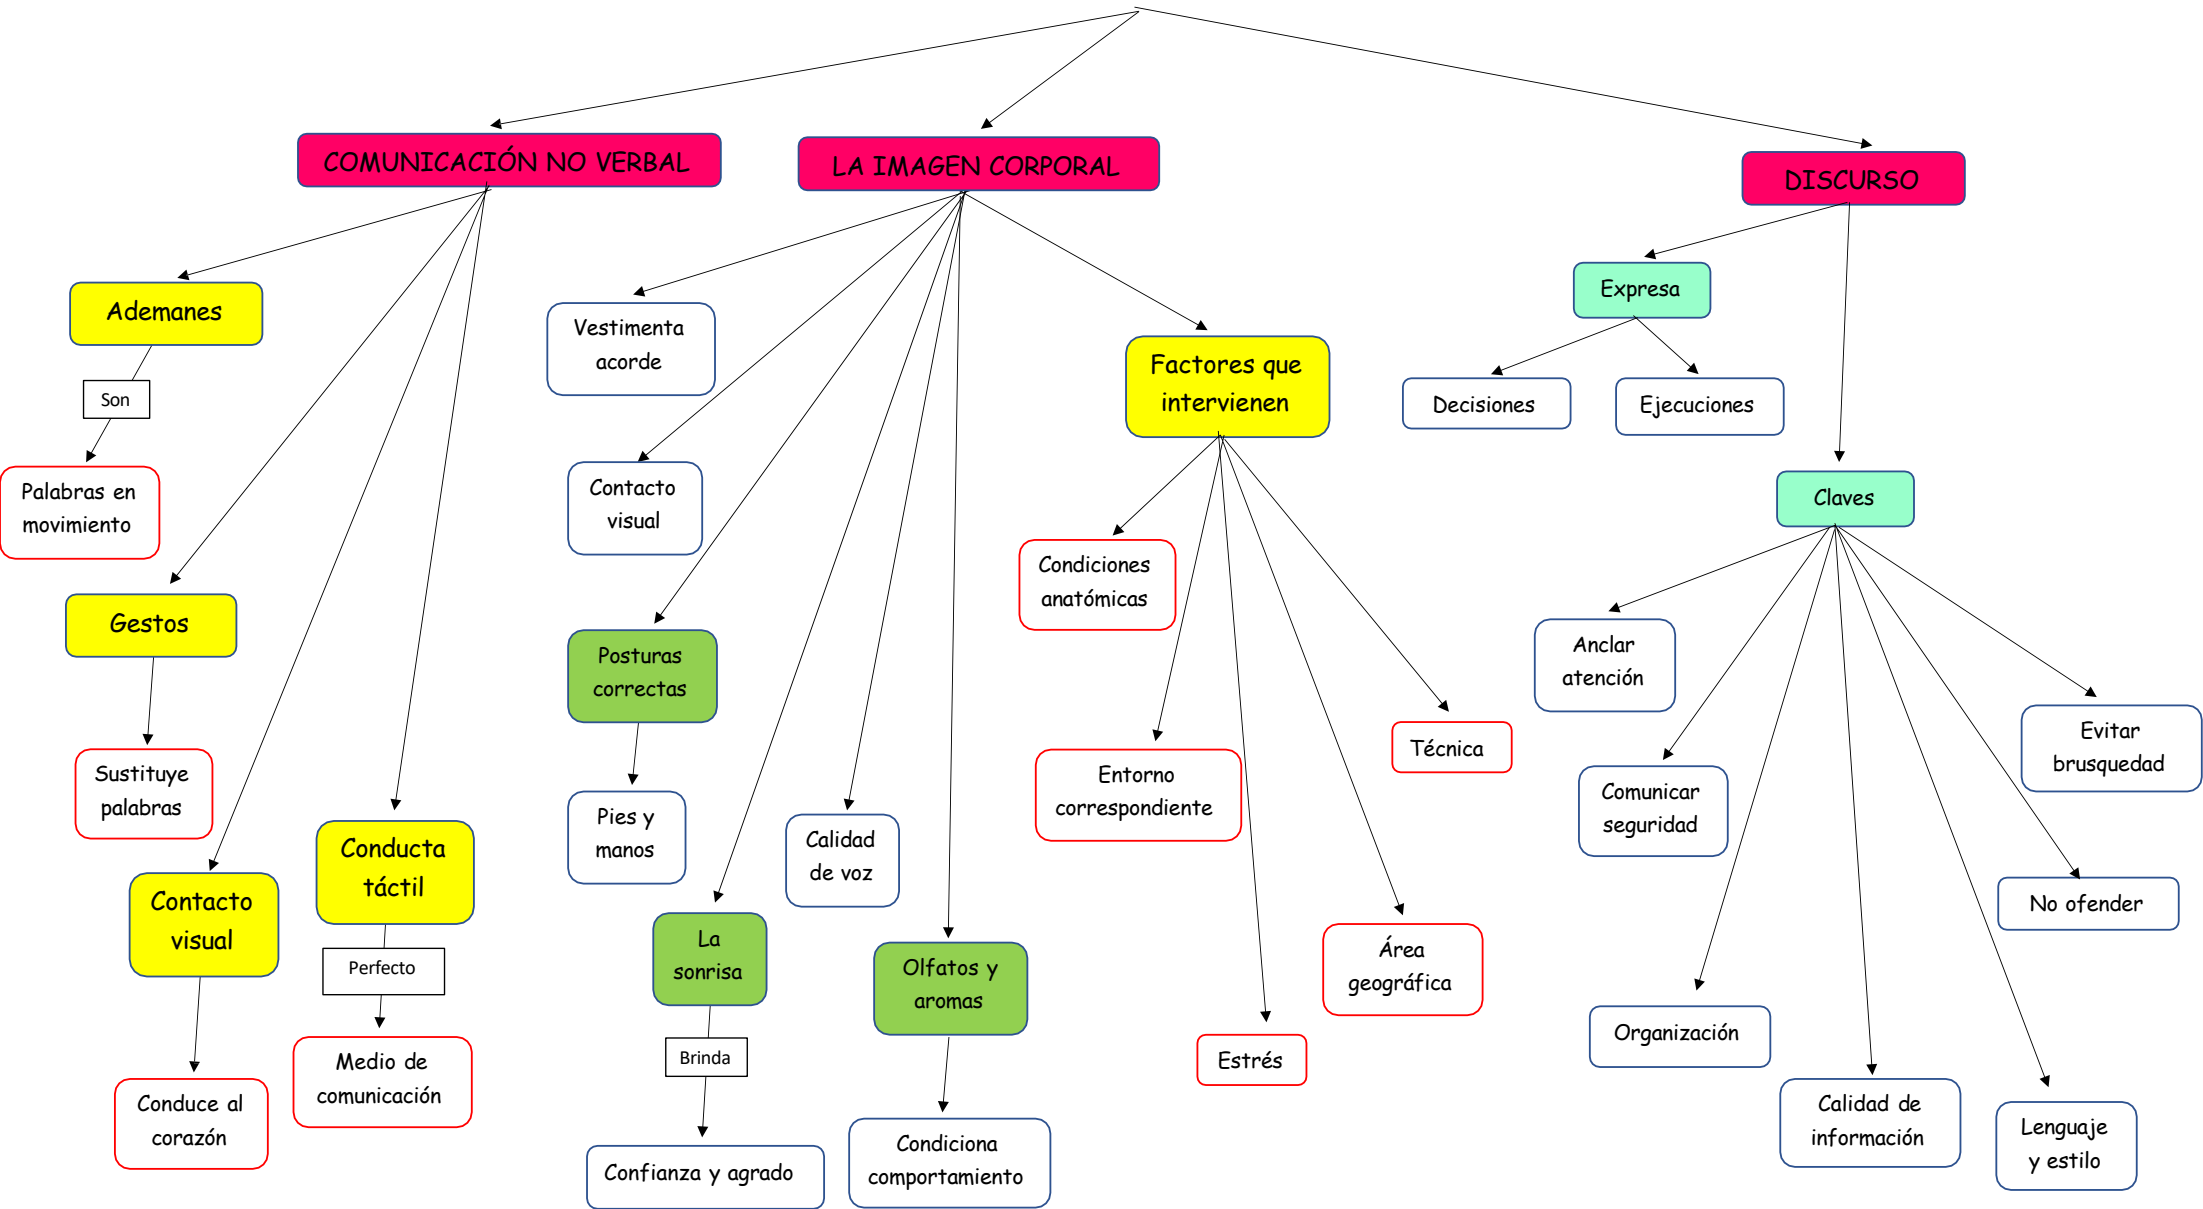 COMUNICACIÓN NO VERBAL
LA IMAGEN CORPORAL
DISCURSO
Ademanes
Son
Palabras en
movimiento
Gestos
Sustituye
palabras
Contacto
visual
Conduce al
corazón
Conducta
táctil
Perfecto
Medio de
comunicación
Vestimenta
acorde
Contacto
visual
Posturas
correctas
Pies y
manos
La
sonrisa
Brinda
Confianza y agrado
Calidad
de voz
Olfatos y
aromas
Condiciona
comportamiento
Factores que
intervienen
Condiciones
anatómicas
Entorno
correspondiente
Estrés
Área
geográfica
Técnica
Expresa
Decisiones
Ejecuciones
Claves
Anclar
atención
Comunicar
seguridad
Organización
Calidad de
información
Lenguaje
y estilo
No ofender
Evitar
brusquedad